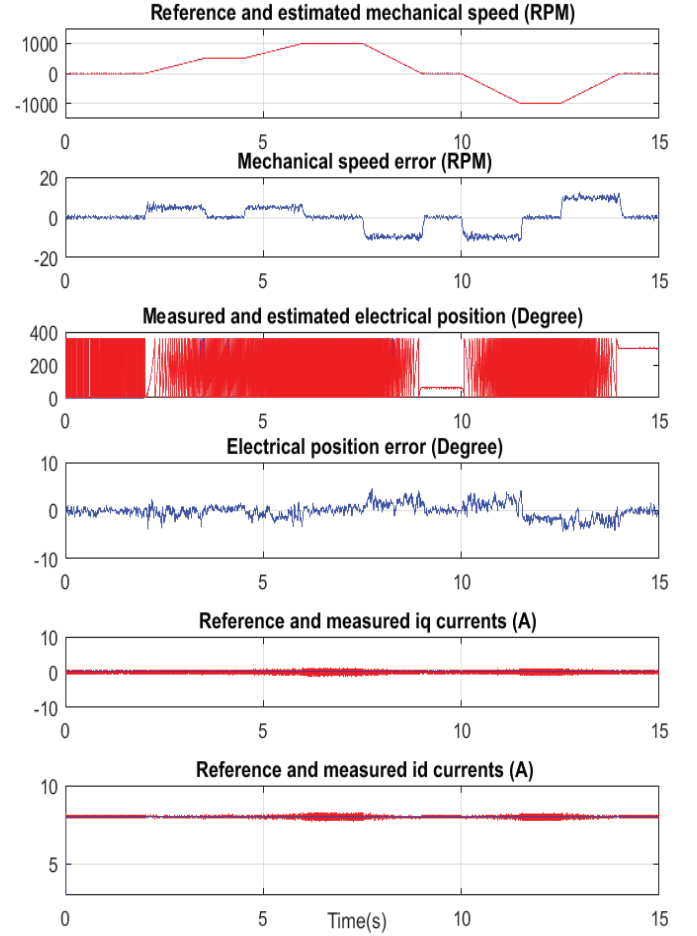 Reference and estimated mechanical speed (RPM)
1000
0
-1000
0 5 10 15
Mechanical speed error (RPM)
20
0
-20
0 5 10 15
Measured and estimated electrical position (Degree)
400
200
0
0 5 10 15
Electrical position error (Degree)
10
0
-10
0 5 10 15
Reference and measured iq currents (A)
10
0
-10
0 5 10 15
Reference and measured id currents (A)
10
5
0 5 10 15
Time(s)